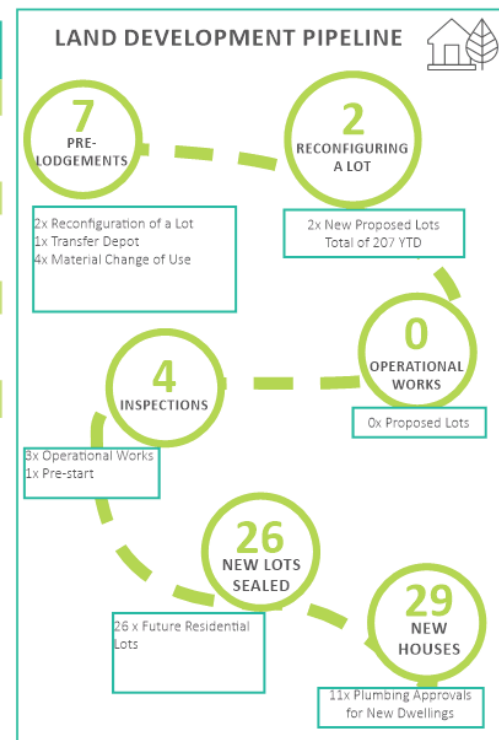 LAND DEVELOPMENT PIPELINE
7
PRE-
LODGEMENTS
2
RECONFIGURING
A LOT
2x Reconfiguration of a Lot
1x Transfer Depot
4x Material Change of Use
2x New Proposed Lots
Total of 207 YTD
0
OPERATIONAL
WORKS
0x Proposed Lots
4
INSPECTIONS
3x Operational Works
1x Pre-start
26
NEW LOTS
SEALED
26 x Future Residential
Lots
29
NEW
HOUSES
11x Plumbing Approvals
for New Dwellings